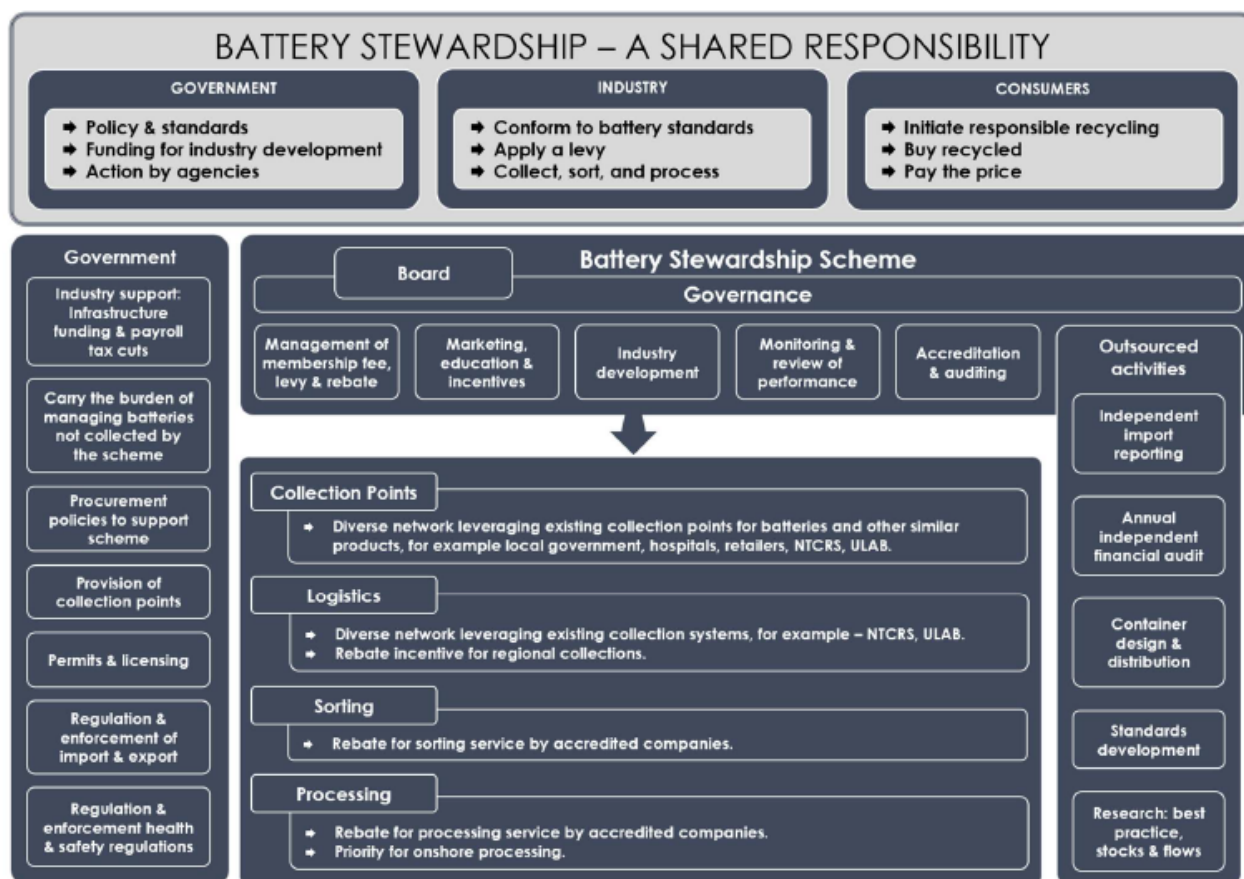 BATTERY STEWARDSHIP – A SHARED RESPONSIBILITY
GOVERNMENT
➔ Policy & standards
➔ Funding for industry development
➔ Action by agencies
INDUSTRY
➔ Conform to battery standards
➔ Apply a levy
➔ Collect, sort, and process
CONSUMERS
➔ Initiate responsible recycling
➔ Buy recycled
➔ Pay the price
Government
Industry support:
Infrastructure
funding & payroll
tax cuts
Carry the burden of
managing batteries
not collected by
the scheme
Procurement
policies to support
scheme
Provision of
collection points
Permits & licensing
Regulation &
enforcement of
import & export
Regulation &
enforcement health
& safety regulations
Battery Stewardship Scheme
Board
Governance
Management of
membership fee,
levy & rebate
Marketing,
education &
incentives
Industry
development
Monitoring &
review of
performance
Accreditation
& auditing
Collection Points
➔ Diverse network leveraging existing collection points for batteries and other similar
products, for example local government, hospitals, retailers, NTCRS, ULAB.
Logistics
➔ Diverse network leveraging existing collection systems, for example – NTCRS, ULAB.
➔ Rebate incentive for regional collections.
Sorting
➔ Rebate for sorting service by accredited companies.
Processing
➔ Rebate for processing service by accredited companies.
➔ Priority for onshore processing.
Outsourced
activities
Independent
import
reporting
Annual
independent
financial audit
Container
design &
distribution
Standards
development
Research: best
practice,
stocks & flows